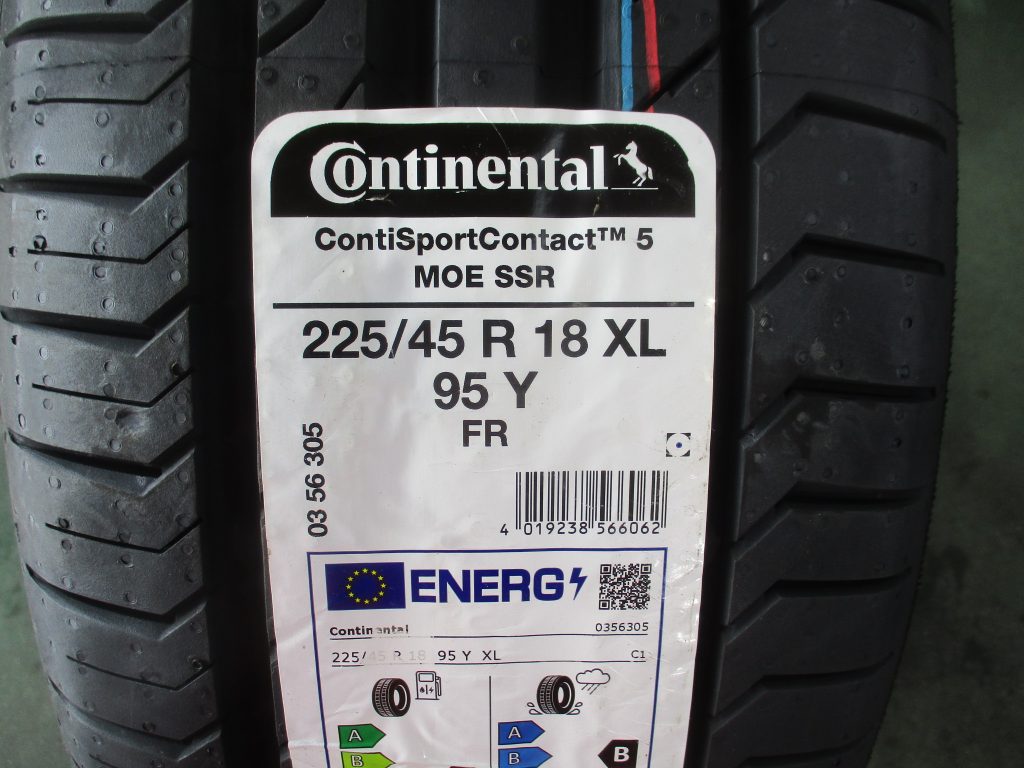 Continental
ContiSportContact™ 5
MOE SSR
225/45 R 18 XL
95 Y
FR
03 56 305
4 019238 566062
ENERG
Continental 0356305
225/45 R 18 95 Y XL C1
A A
B B B